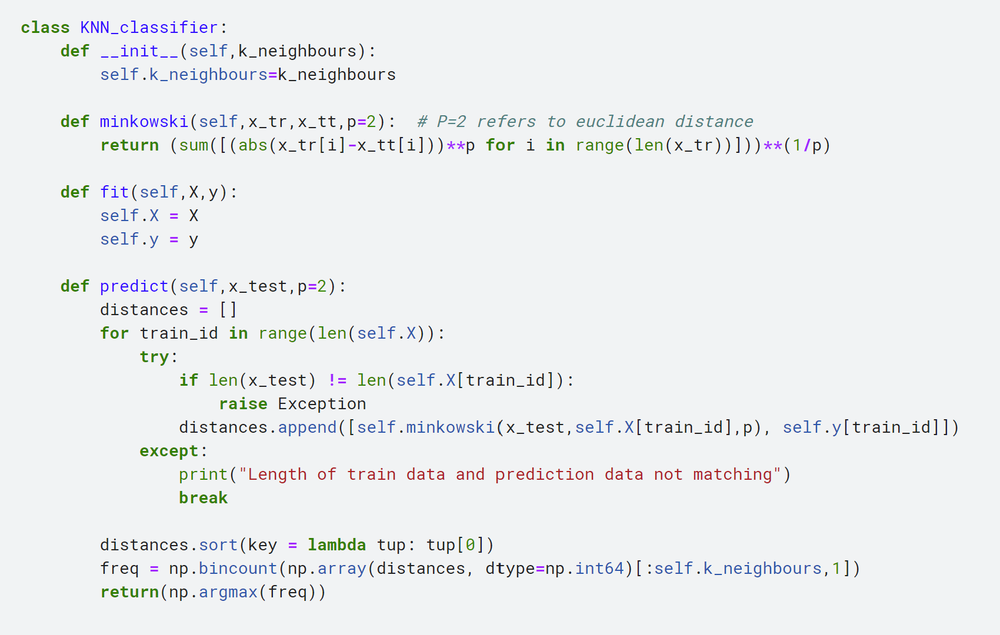 class KNN_classifier:
    def __init__(self,k_neighbours):
        self.k_neighbours=k_neighbours

    def minkowski(self,x_tr,x_tt,p=2):  # P=2 refers to euclidean distance
        return (sum([(abs(x_tr[i]-x_tt[i]))**p for i in range(len(x_tr))]))**(1/p)

    def fit(self,X,y):
        self.X = X
        self.y = y

    def predict(self,x_test,p=2):
        distances = []
        for train_id in range(len(self.X)):
            try:
                if len(x_test) != len(self.X[train_id]):
                    raise Exception
                distances.append([self.minkowski(x_test,self.X[train_id],p), self.y[train_id]])
            except:
                print("Length of train data and prediction data not matching")
                break

        distances.sort(key = lambda tup: tup[0])
        freq = np.bincount(np.array(distances, dtype=np.int64)[:self.k_neighbours,1])
        return(np.argmax(freq))